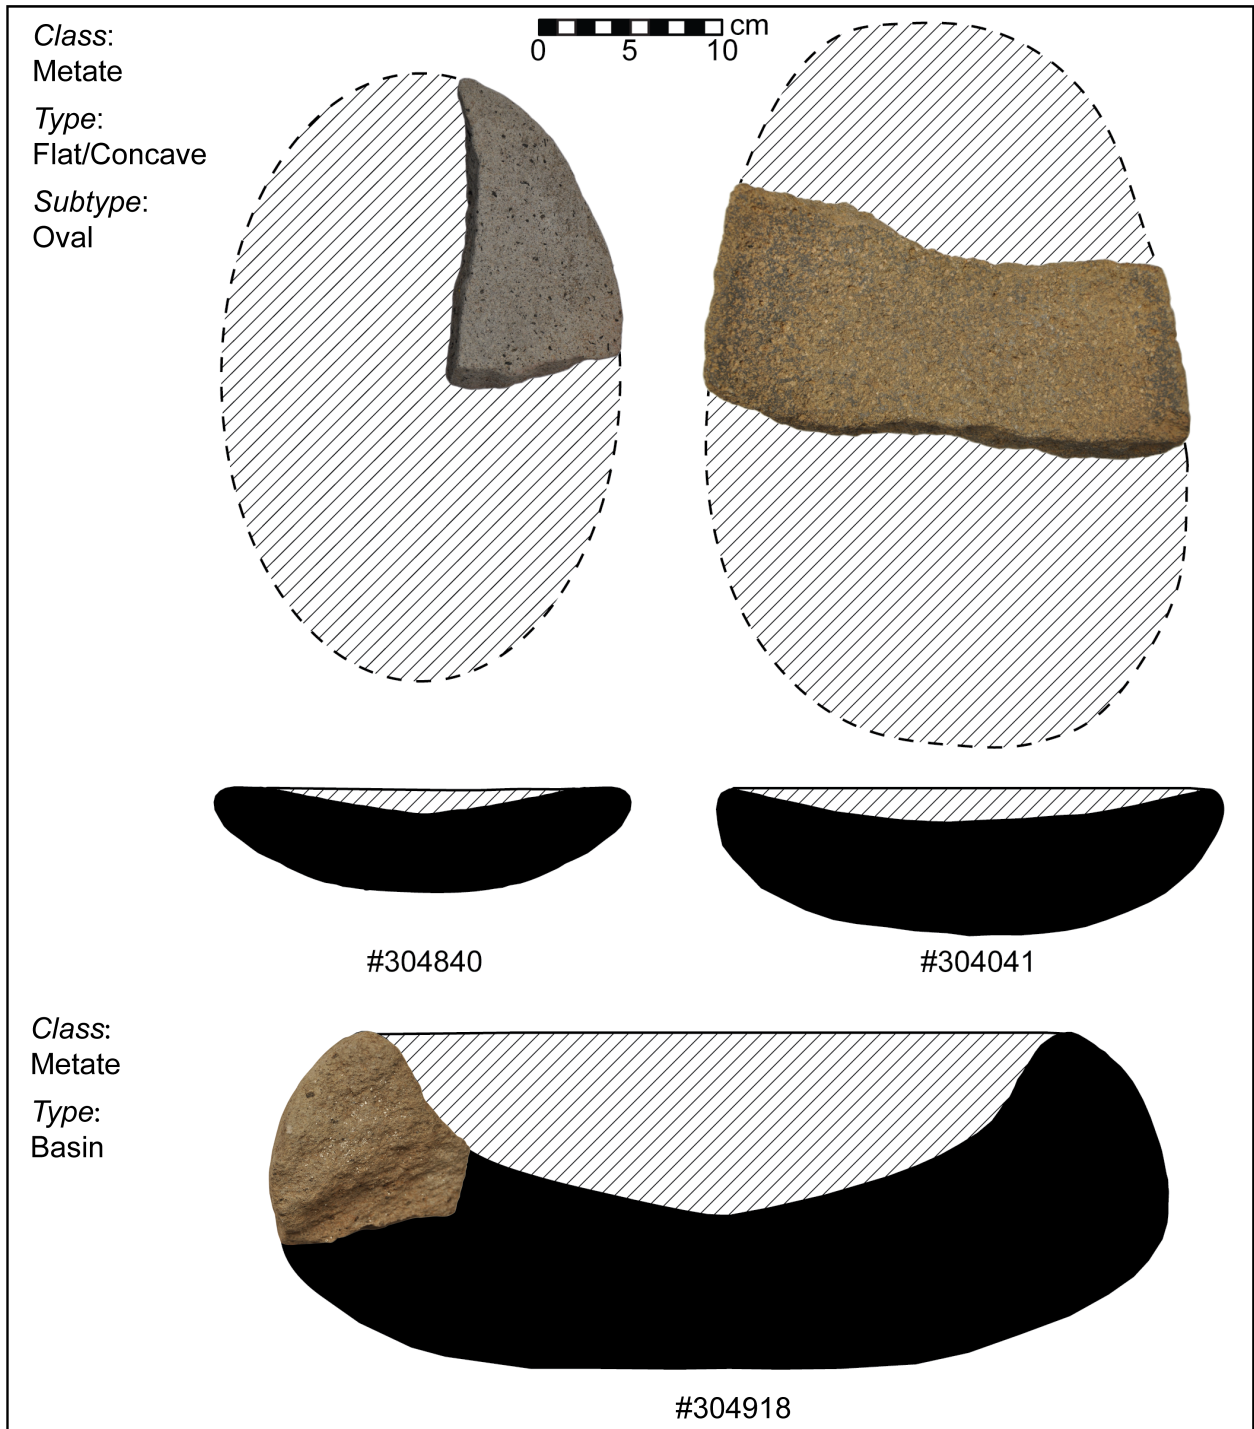 Class:
Metate
Type:
Flat/Concave
Subtype:
Oval
cm
0 5 10
#304840 #304041
Class:
Metate
Type:
Basin
#304918